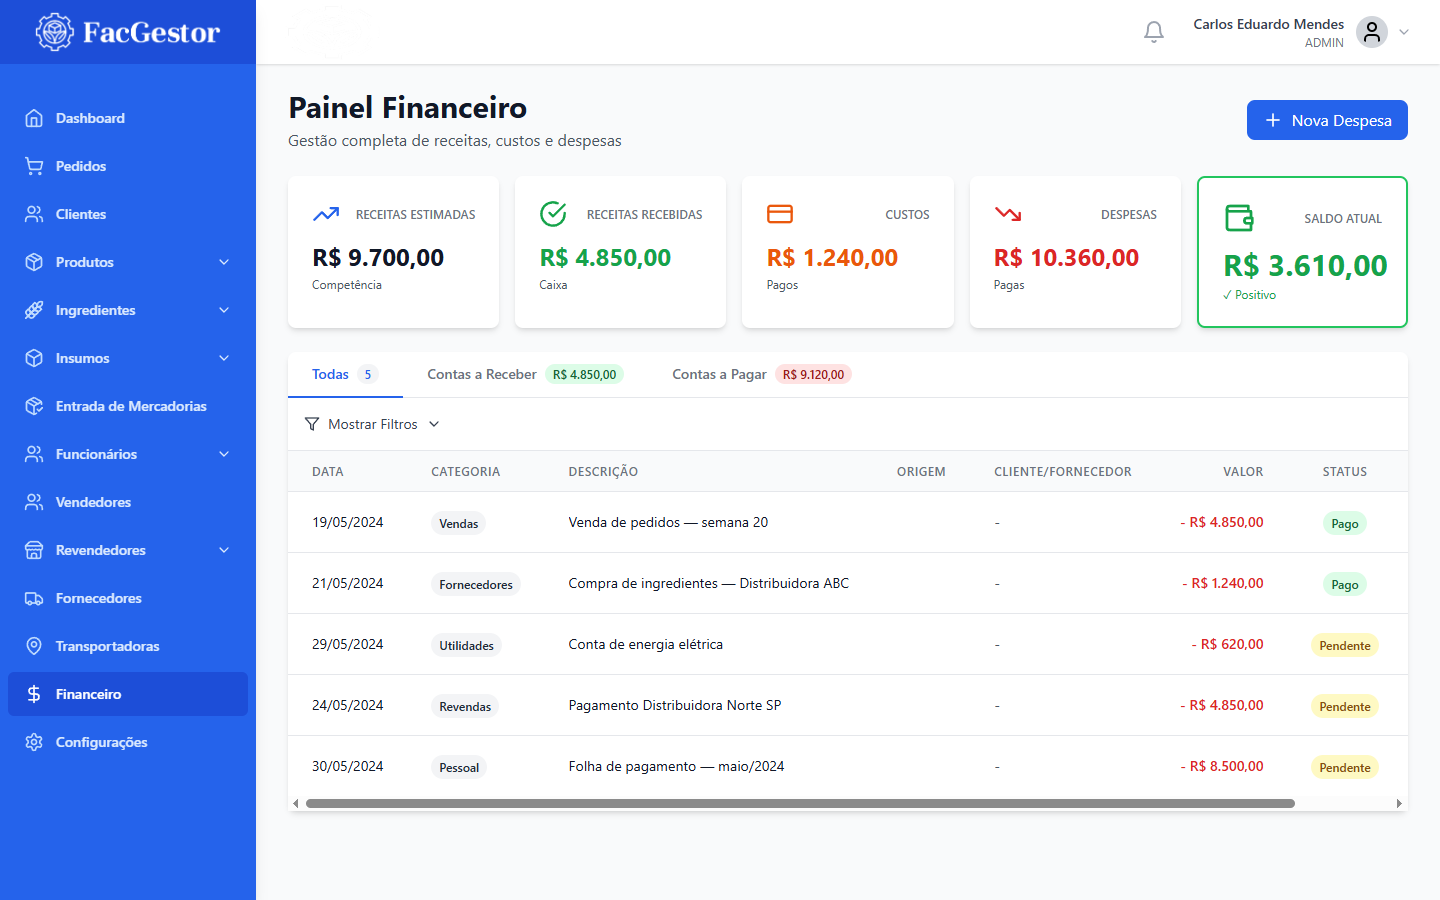 FacGestor
Carlos Eduardo Mendes
ADMIN
Dashboard
Pedidos
Clientes
Produtos
Ingredientes
Insumos
Entrada de Mercadorias
Funcionários
Vendedores
Revendedores
Fornecedores
Transportadoras
Financeiro
Configurações
Painel Financeiro
Gestão completa de receitas, custos e despesas
+ Nova Despesa
RECEITAS ESTIMADAS
R$ 9.700,00
Competência
RECEITAS RECEBIDAS
R$ 4.850,00
Caixa
CUSTOS
R$ 1.240,00
Pagos
DESPESAS
R$ 10.360,00
Pagas
SALDO ATUAL
R$ 3.610,00
✓ Positivo
Todas 5 Contas a Receber R$ 4.850,00 Contas a Pagar R$ 9.120,00
Mostrar Filtros
DATA CATEGORIA DESCRIÇÃO ORIGEM CLIENTE/FORNECEDOR VALOR STATUS
19/05/2024 Vendas Venda de pedidos — semana 20 - - R$ 4.850,00 Pago
21/05/2024 Fornecedores Compra de ingredientes — Distribuidora ABC - - R$ 1.240,00 Pago
29/05/2024 Utilidades Conta de energia elétrica - - R$ 620,00 Pendente
24/05/2024 Revendas Pagamento Distribuidora Norte SP - - R$ 4.850,00 Pendente
30/05/2024 Pessoal Folha de pagamento — maio/2024 - - R$ 8.500,00 Pendente